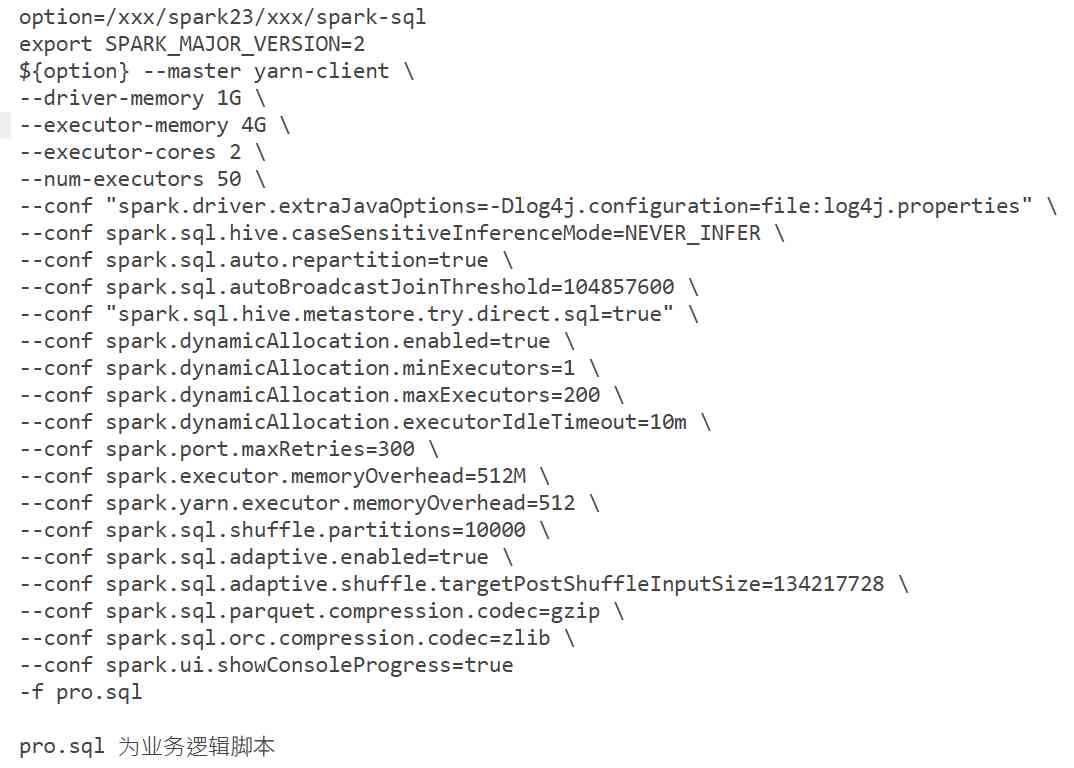 option=/xxx/spark23/xxx/spark-sql
export SPARK_MAJOR_VERSION=2
${option} --master yarn-client \
--driver-memory 1G \
--executor-memory 4G \
--executor-cores 2 \
--num-executors 50 \
--conf "spark.driver.extraJavaOptions=-Dlog4j.configuration=file:log4j.properties" \
--conf spark.sql.hive.caseSensitiveInferenceMode=NEVER_INFER \
--conf spark.sql.auto.repartition=true \
--conf spark.sql.autoBroadcastJoinThreshold=104857600 \
--conf "spark.sql.hive.metastore.try.direct.sql=true" \
--conf spark.dynamicAllocation.enabled=true \
--conf spark.dynamicAllocation.minExecutors=1 \
--conf spark.dynamicAllocation.maxExecutors=200 \
--conf spark.dynamicAllocation.executorIdleTimeout=10m \
--conf spark.port.maxRetries=300 \
--conf spark.executor.memoryOverhead=512M \
--conf spark.yarn.executor.memoryOverhead=512 \
--conf spark.sql.shuffle.partitions=10000 \
--conf spark.sql.adaptive.enabled=true \
--conf spark.sql.adaptive.shuffle.targetPostShuffleInputSize=134217728 \
--conf spark.sql.parquet.compression.codec=gzip \
--conf spark.sql.orc.compression.codec=zlib \
--conf spark.ui.showConsoleProgress=true
-f pro.sql
pro.sql 为业务逻辑脚本